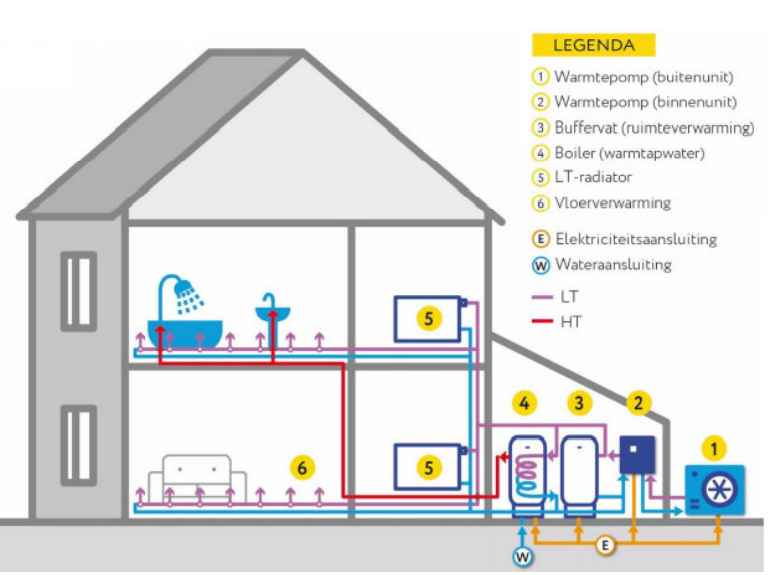 LEGENDA
1 Warmtepomp (buitenunit)
2 Warmtepomp (binnenunit)
3 Buffervat (ruimteverwarming)
4 Boiler (warmtapwater)
5 LT-radiator
6 Vloerverwarming
E Elektriciteitsaansluiting
W Wateraansluiting
LT
HT
5
4
3
2
1
6
5
E
W